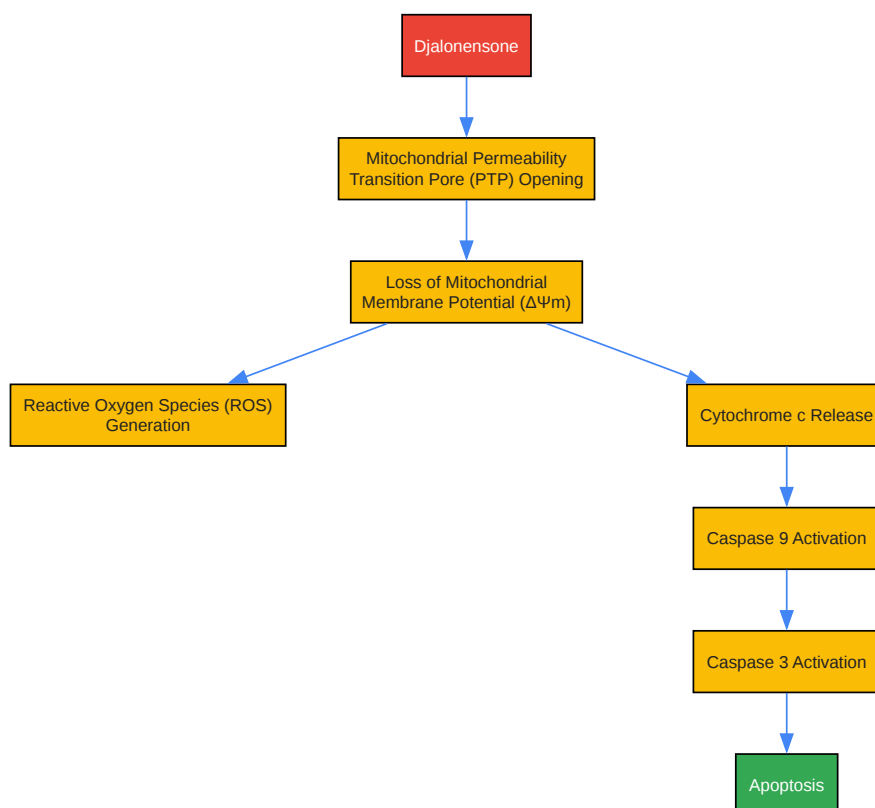 Djalonensone
Mitochondrial Permeability
Transition Pore (PTP) Opening
Loss of Mitochondrial
Membrane Potential (ΔΨm)
Reactive Oxygen Species (ROS)
Generation
Cytochrome c Release
Caspase 9 Activation
Caspase 3 Activation
Apoptosis